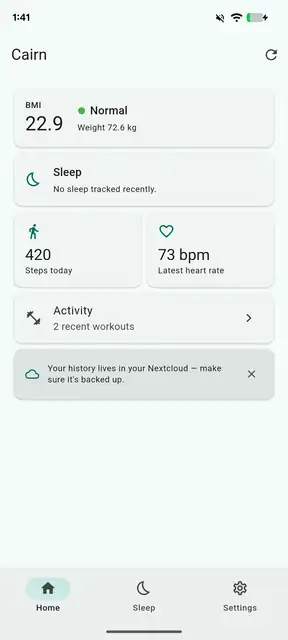 1:41
Cairn
BMI
22.9
Normal
Weight 72.6 kg
Sleep
No sleep tracked recently.
420
Steps today
73 bpm
Latest heart rate
Activity
2 recent workouts
Your history lives in your Nextcloud — make
sure it's backed up.
Home
Sleep
Settings